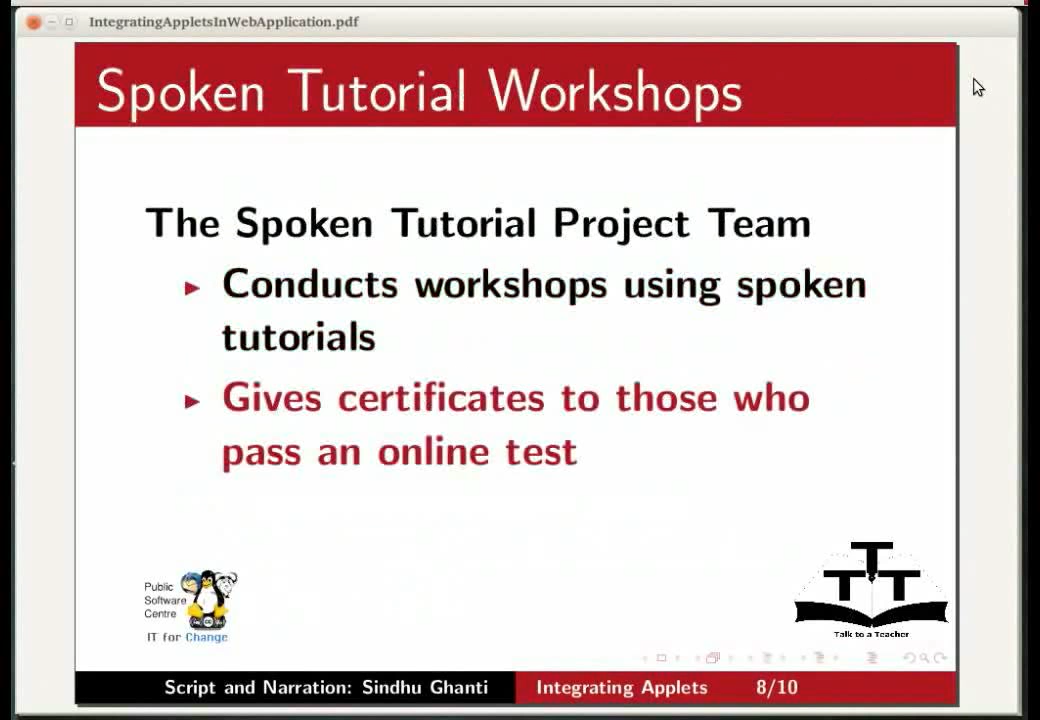 IntegratingAppletsInWebApplication.pdf
Spoken Tutorial Workshops
The Spoken Tutorial Project Team
Conducts workshops using spoken
tutorials
Gives certificates to those who
pass an online test
Public
Software
Centre
IT for Change
T
T T
Talk to a Teacher
Script and Narration: Sindhu Ghanti
Integrating Applets
8/10